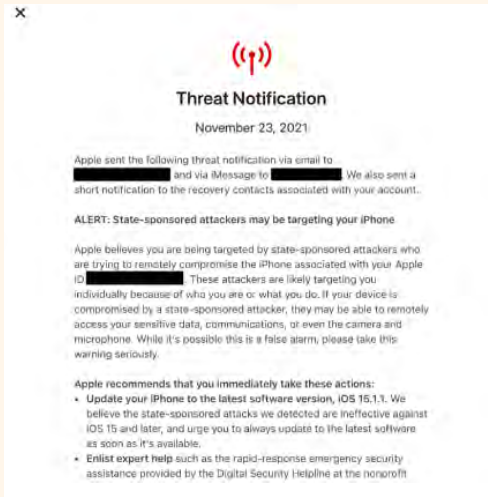 Threat Notification
November 23, 2021
Apple sent the following threat notification via email to
and via iMessage to . We also sent a
short notification to the recovery contacts associated with your account.
ALERT: State-sponsored attackers may be targeting your iPhone
Apple believes you are being targeted by state-sponsored attackers who
are trying to remotely compromise the iPhone associated with your Apple
ID . These attackers are likely targeting you
individually because of who you are or what you do. If your device is
compromised by a state-sponsored attacker, they may be able to remotely
access your sensitive data, communications, or even the camera and
microphone. While it's possible this is a false alarm, please take this
warning seriously.
Apple recommends that you immediately take these actions:
• Update your iPhone to the latest software version, iOS 15.1.1. We
believe the state-sponsored attacks we detected are ineffective against
iOS 15 and later, and urge you to always update to the latest software
as soon as it's available.
• Enlist expert help such as the rapid-response emergency security
assistance provided by the Digital Security Helpline at the nonprofit